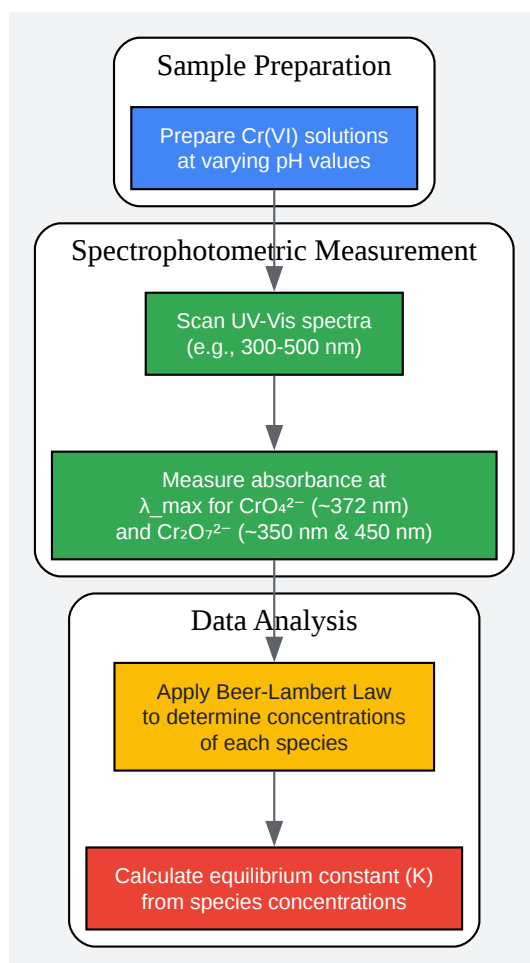 Sample Preparation
Prepare Cr(VI) solutions
at varying pH values
Spectrophotometric Measurement
Scan UV-Vis spectra
(e.g., 300-500 nm)
Measure absorbance at
λ_max for CrO₄²⁻ (~372 nm)
and Cr₂O₇²⁻ (~350 nm & 450 nm)
Data Analysis
Apply Beer-Lambert Law
to determine concentrations
of each species
Calculate equilibrium constant (K)
from species concentrations